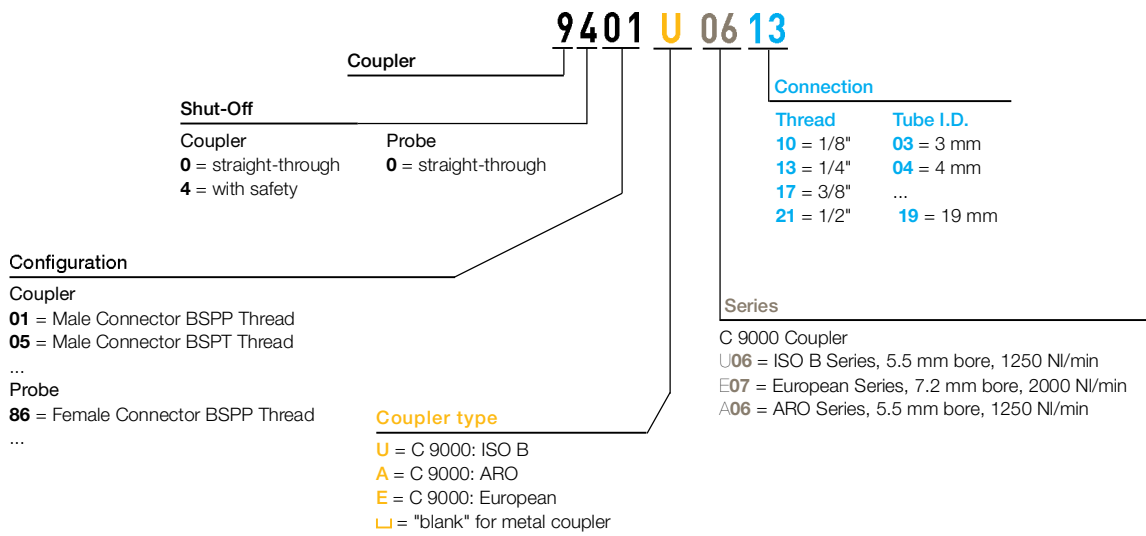 9401 U 06 13
Coupler
Shut-Off
Coupler Probe
0 = straight-through 0 = straight-through
4 = with safety
Connection
Thread Tube I.D.
10 = 1/8" 03 = 3 mm
13 = 1/4" 04 = 4 mm
17 = 3/8" ...
21 = 1/2" 19 = 19 mm
Configuration
Coupler
01 = Male Connector BSPP Thread
05 = Male Connector BSPT Thread
...
Probe
86 = Female Connector BSPP Thread
...
Series
C 9000 Coupler
U06 = ISO B Series, 5.5 mm bore, 1250 Nl/min
E07 = European Series, 7.2 mm bore, 2000 Nl/min
A06 = ARO Series, 5.5 mm bore, 1250 Nl/min
Coupler type
U = C 9000: ISO B
A = C 9000: ARO
E = C 9000: European
⌴ = "blank" for metal coupler